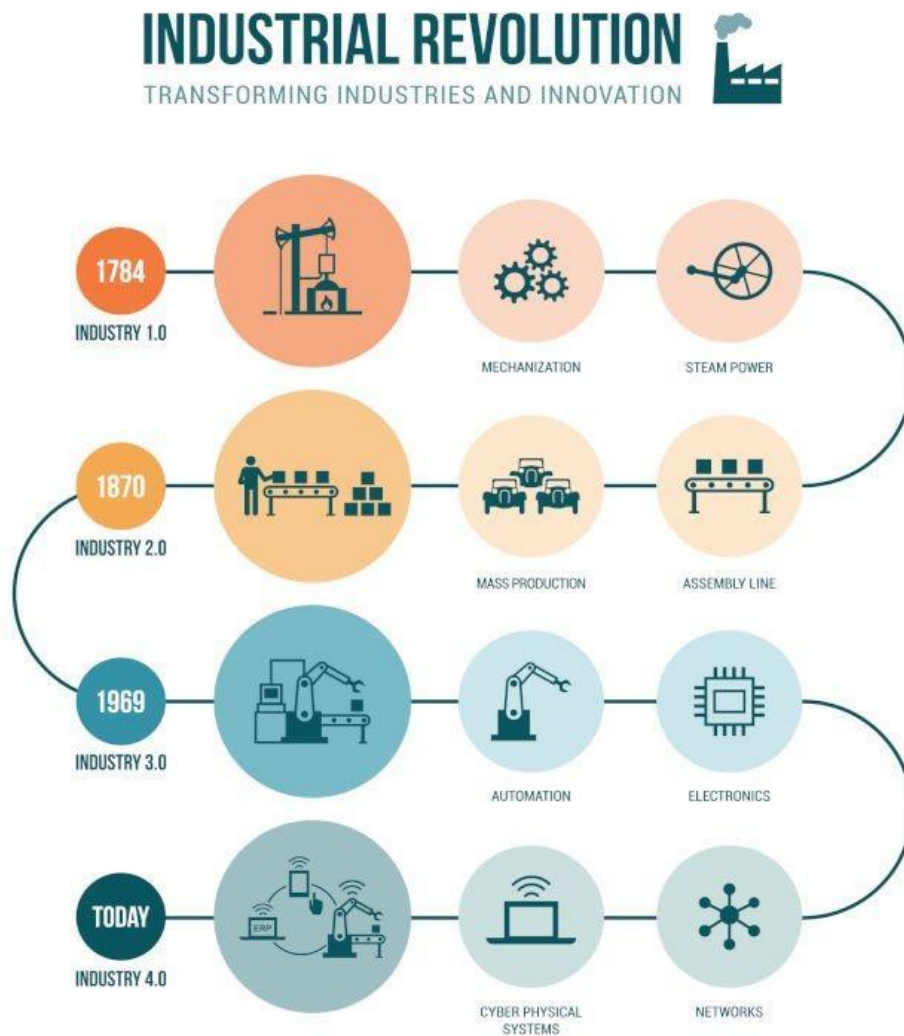 INDUSTRIAL REVOLUTION
TRANSFORMING INDUSTRIES AND INNOVATION
1784
INDUSTRY 1.0
MECHANIZATION
STEAM POWER
1870
INDUSTRY 2.0
MASS PRODUCTION
ASSEMBLY LINE
1969
INDUSTRY 3.0
AUTOMATION
ELECTRONICS
TODAY
INDUSTRY 4.0
ERP
CYBER PHYSICAL
SYSTEMS
NETWORKS